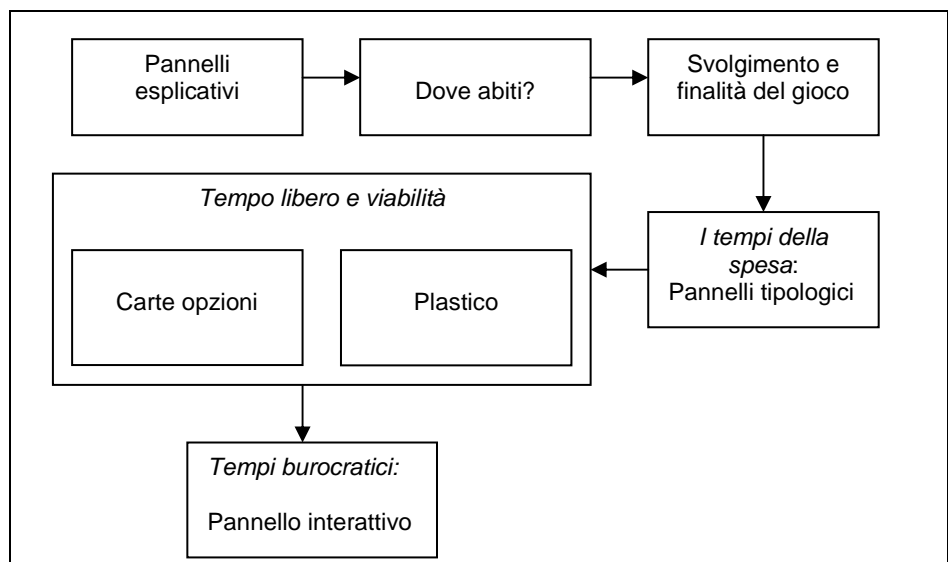 Pannelli
esplicativi
Dove abiti?
Svolgimento e
finalità del gioco
Tempo libero e viabilità
Carte opzioni
Plastico
I tempi della
spesa:
Pannelli tipologici
Tempi burocratici:
Pannello interattivo